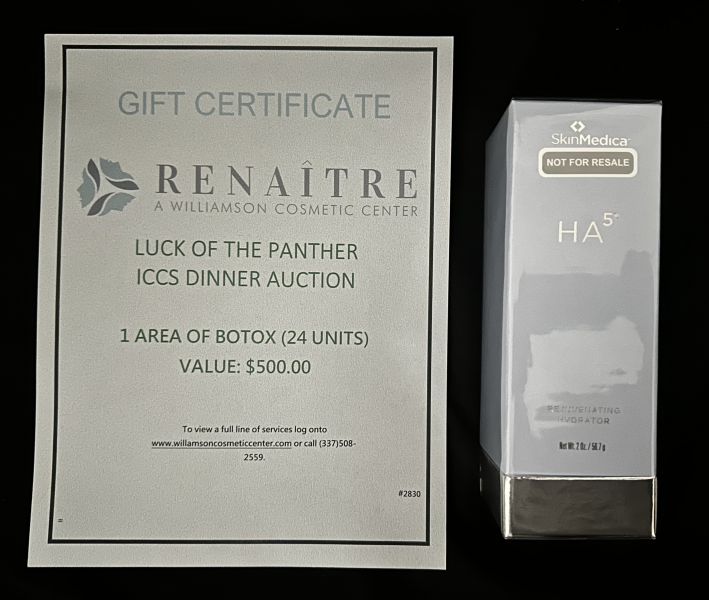 GIFT CERTIFICATE
RENAÎTRE
A WILLIAMSON COSMETIC CENTER
LUCK OF THE PANTHER
ICCS DINNER AUCTION
1 AREA OF BOTOX (24 UNITS)
VALUE: $500.00
To view a full line of services log onto
www.willamsoncosmeticcenter.com or call (337)508-
2559.
#2830
=
SkinMedica
NOT FOR RESALE
HA5
REJUVENATING
HYDRATOR
Net Wt. 2 Oz. / 56.7 g